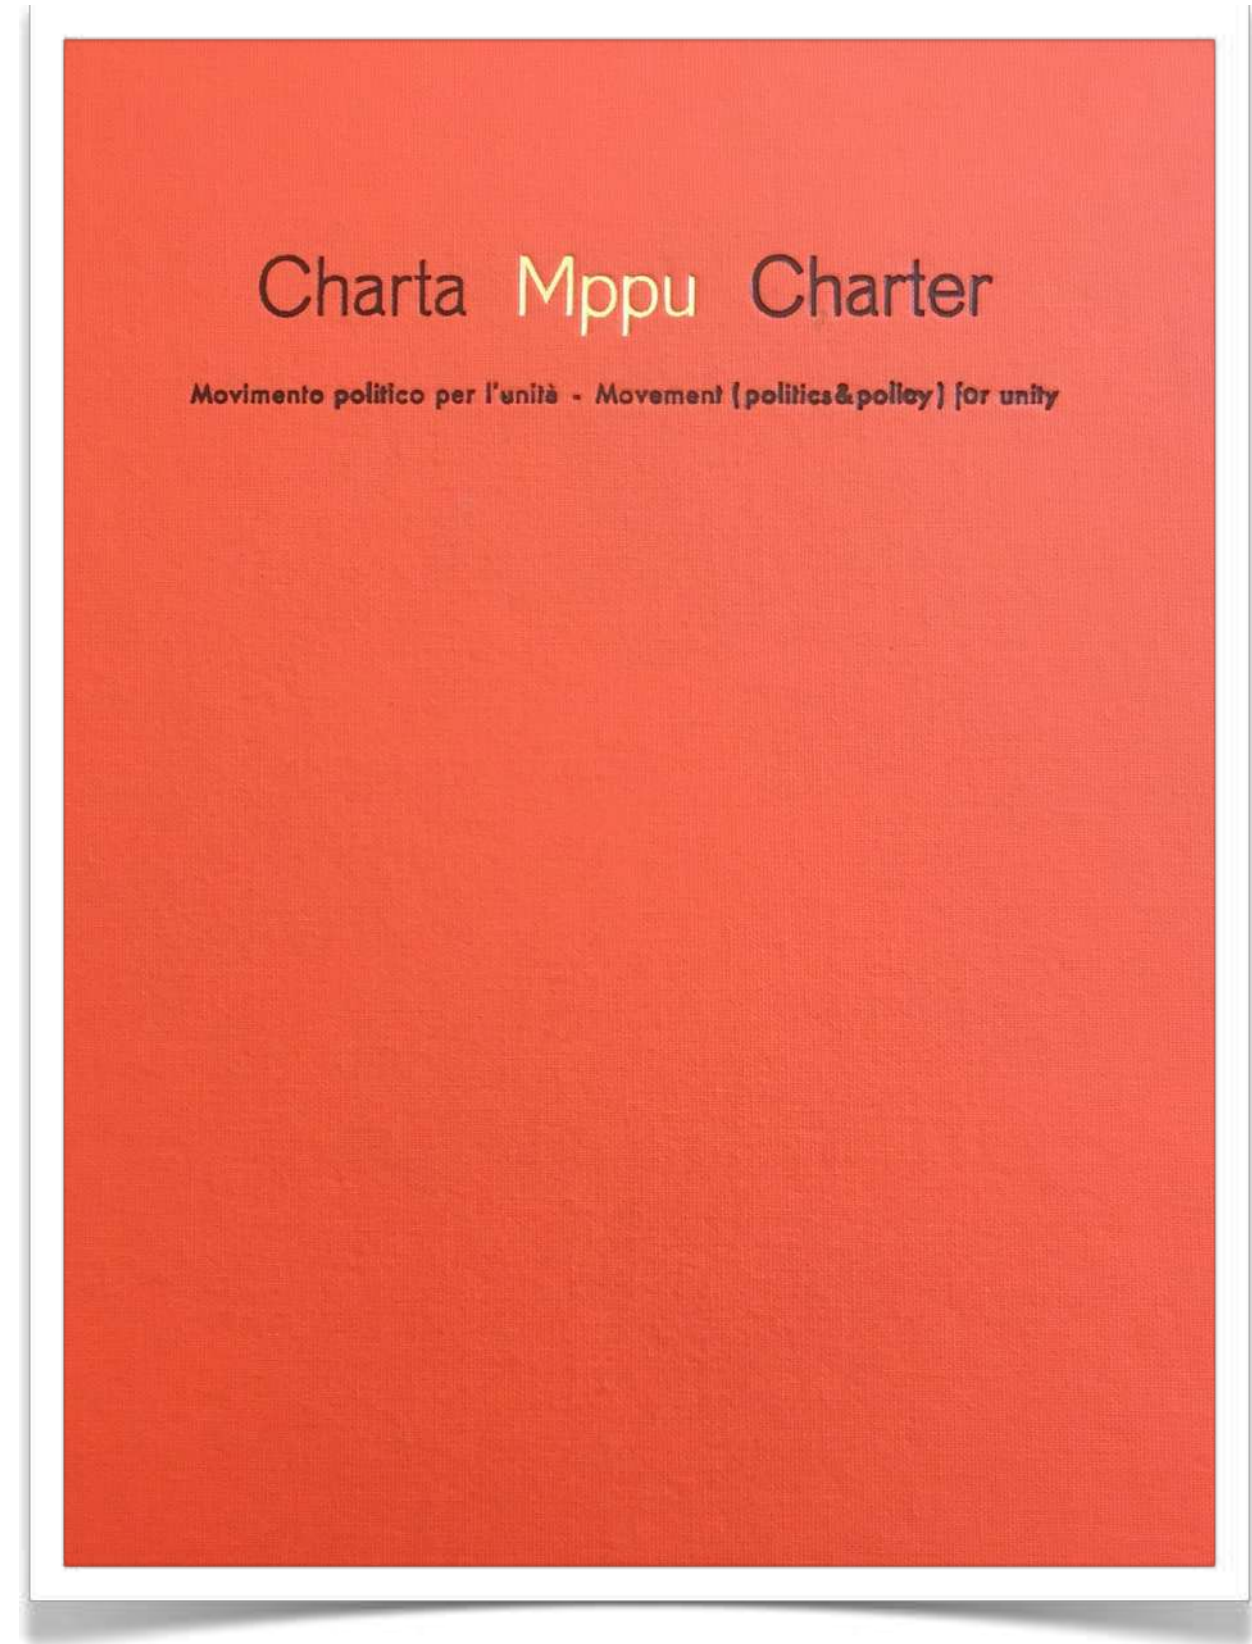 Charta Mppu Charter
Movimento politico per l'unità - Movement (politics&policy) for unity